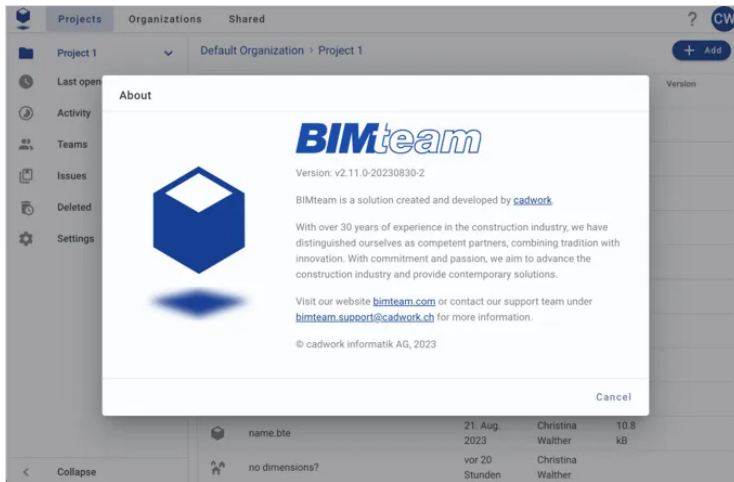 Projects Organizations Shared ? CW
Project 1
Default Organization > Project 1
+ Add
Last open
Version
About
Activity
Teams
Issues
Deleted
Settings
BIMteam
Version: v2.11.0-20230830-2
BIMteam is a solution created and developed by cadwork.
With over 30 years of experience in the construction industry, we have
distinguished ourselves as competent partners, combining tradition with
innovation. With commitment and passion, we aim to advance the
construction industry and provide contemporary solutions.
Visit our website bimteam.com or contact our support team under
bimteam.support@cadwork.ch for more information.
© cadwork informatik AG, 2023
Cancel
name.bte
21. Aug.
2023
Christina
Walther
10.8
kB
no dimensions?
vor 20
Stunden
Christina
Walther
< Collapse